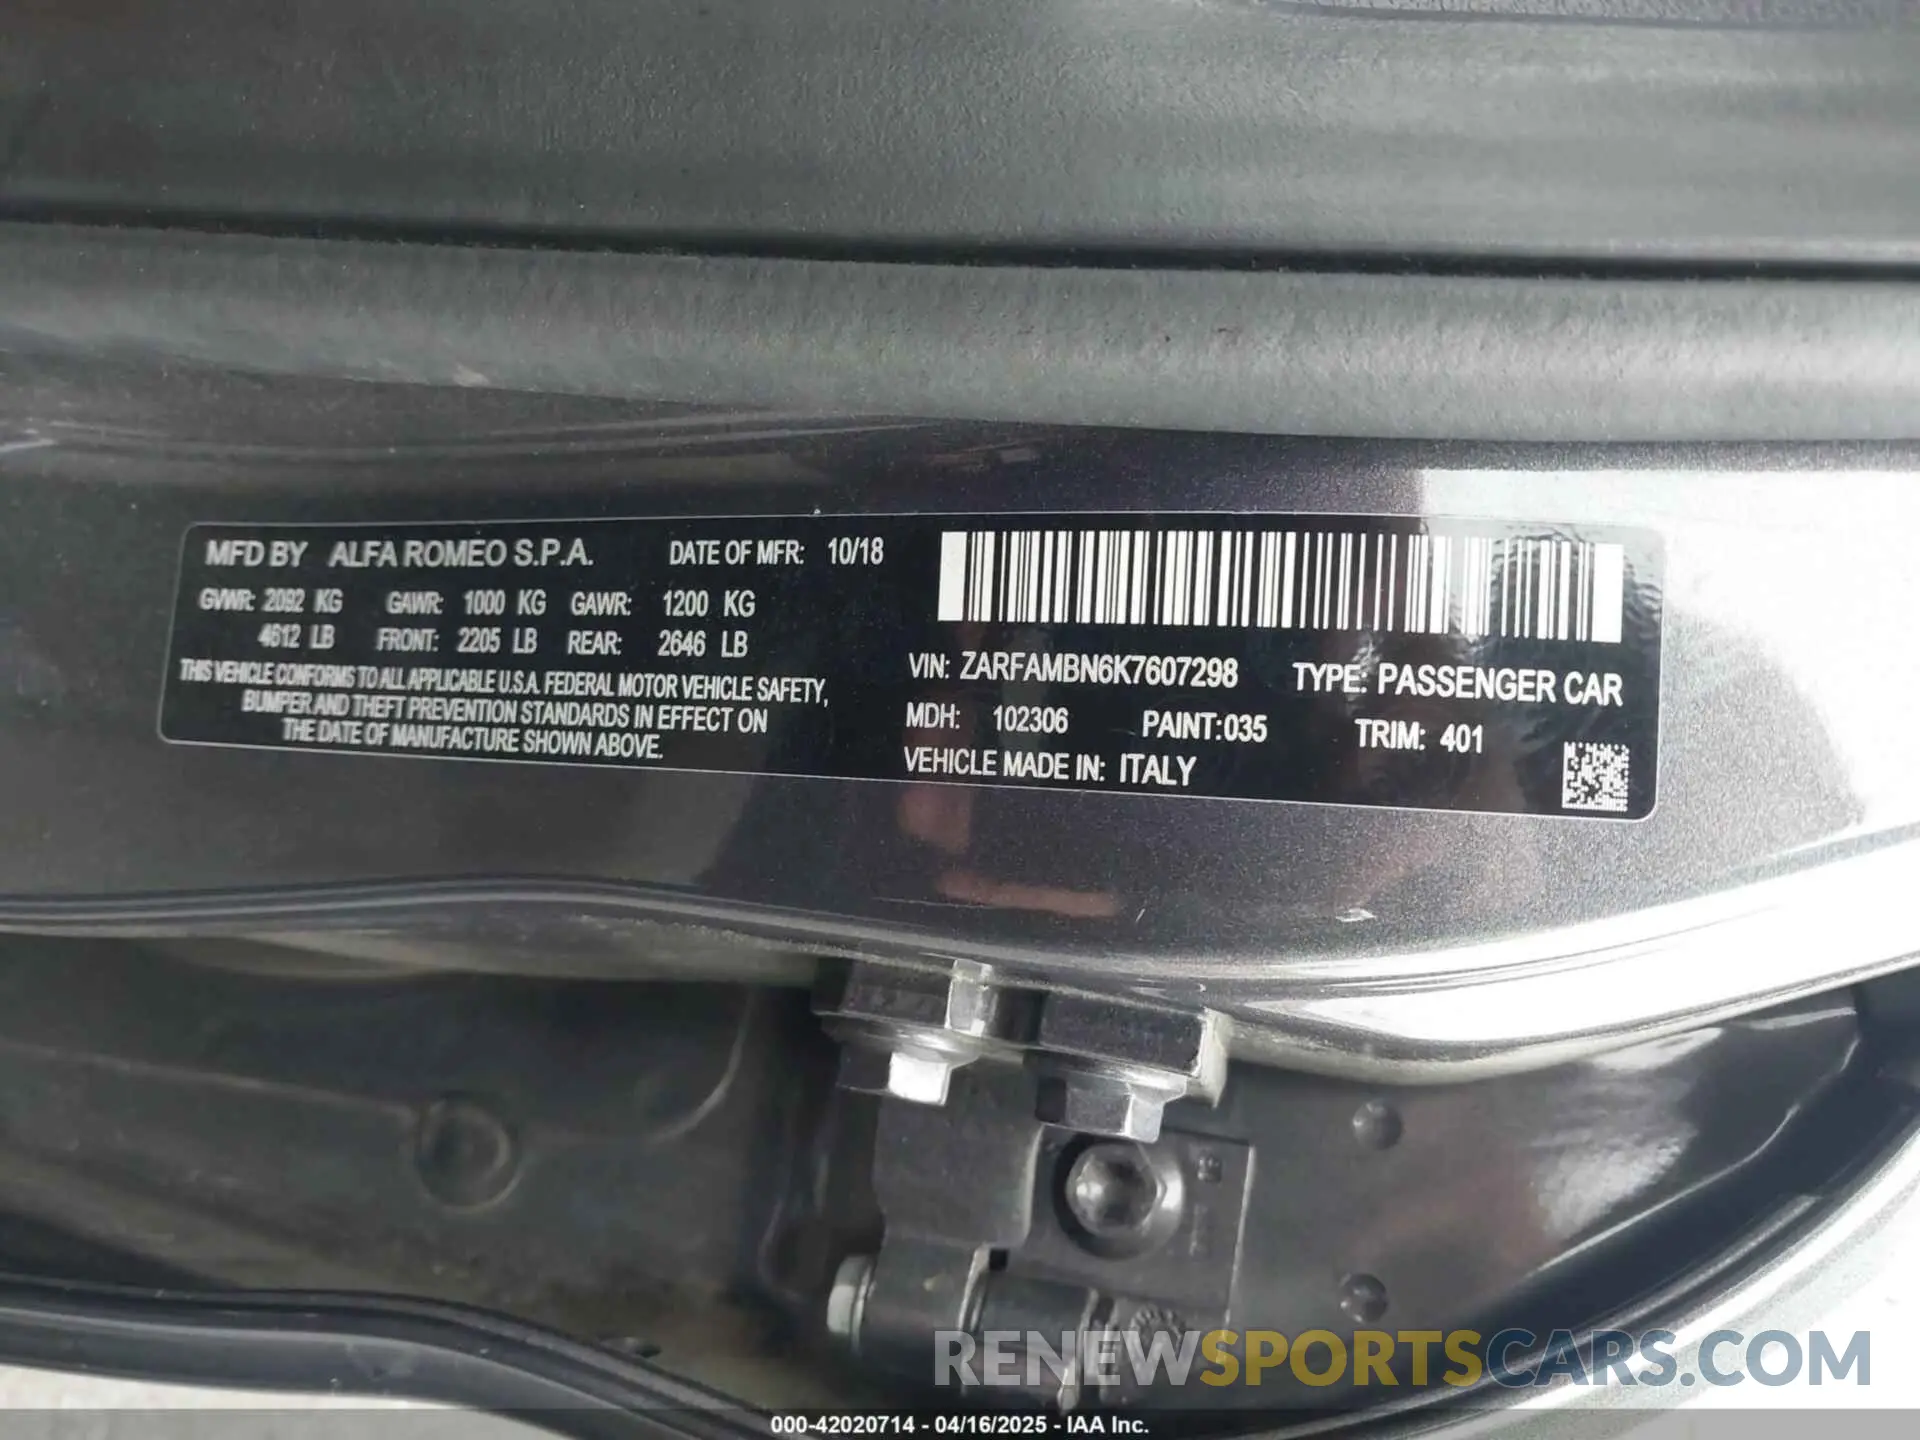 MFD BY ALFA ROMEO S.P.A. DATE OF MFR: 10/18
GVWR: 2092 KG GAWR: 1000 KG GAWR: 1200 KG
4612 LB FRONT: 2205 LB REAR: 2646 LB
THIS VEHICLE CONFORMS TO ALL APPLICABLE U.S.A. FEDERAL MOTOR VEHICLE SAFETY,
BUMPER AND THEFT PREVENTION STANDARDS IN EFFECT ON
THE DATE OF MANUFACTURE SHOWN ABOVE.
VIN: ZARFAMBN6K7607298 TYPE: PASSENGER CAR
MDH: 102306 PAINT:035 TRIM: 401
VEHICLE MADE IN: ITALY
RENEWSPORTSCARS.COM
000-42020714 - 04/16/2025 - IAA Inc.